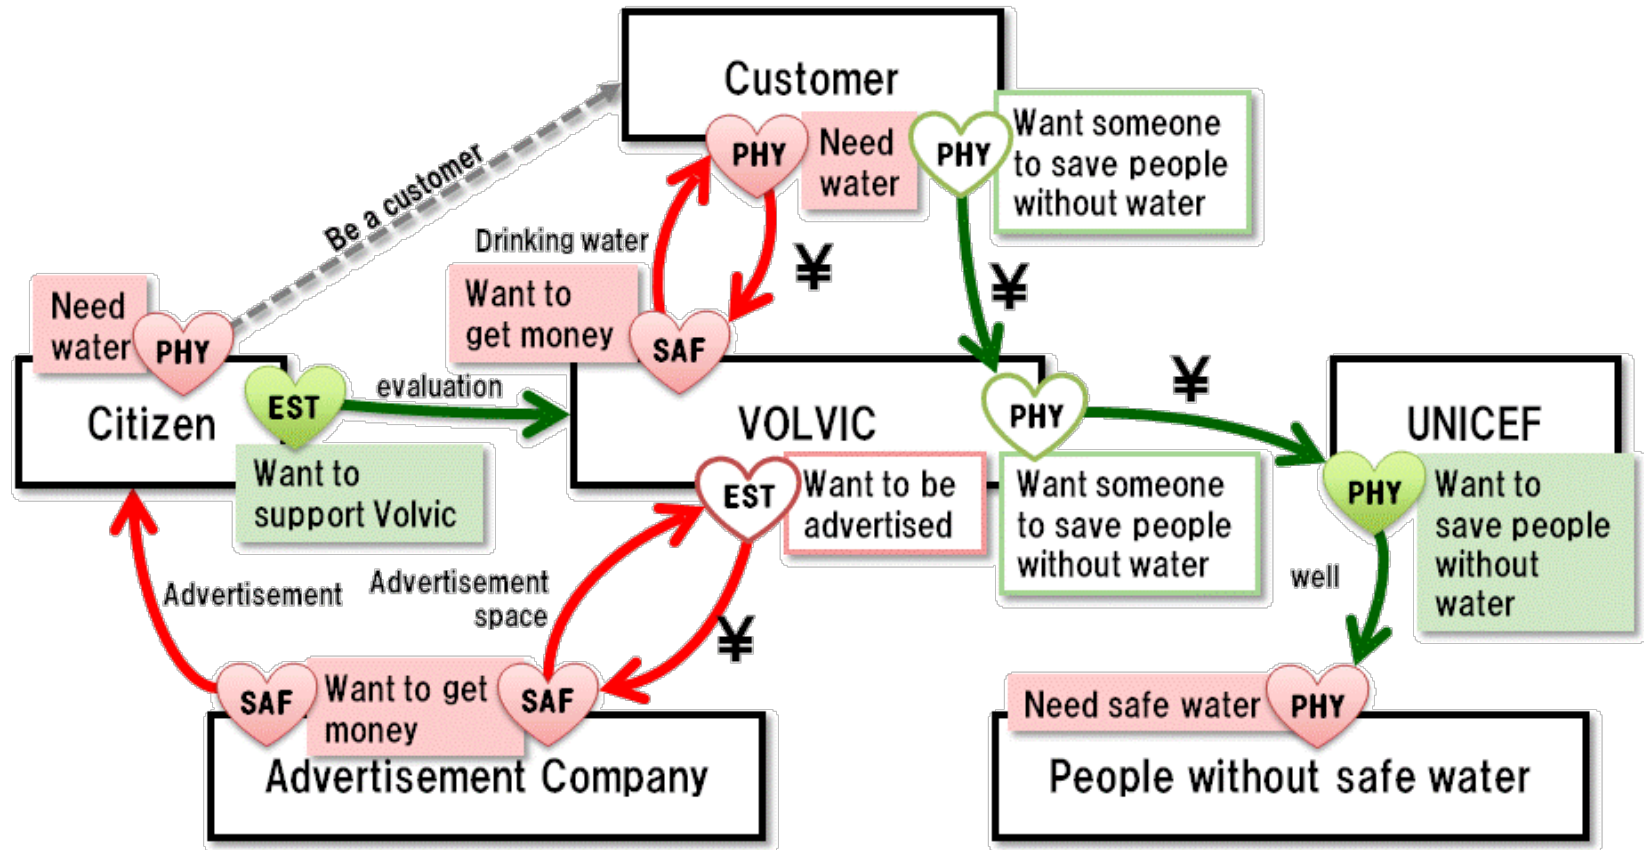 Customer
PHY
Need
water
PHY
Want someone
to save people
without water
Be a customer
Drinking water
¥
¥
Want to
get money
SAF
Need
water
PHY
Citizen
EST
evaluation
Want to
support Volvic
VOLVIC
PHY
¥
UNICEF
EST
Want to be
advertised
Want someone
to save people
without water
PHY
Want to
save people
without
water
well
Advertisement
Advertisement
space
¥
SAF
Want to get
money
SAF
Advertisement Company
Need safe water
PHY
People without safe water